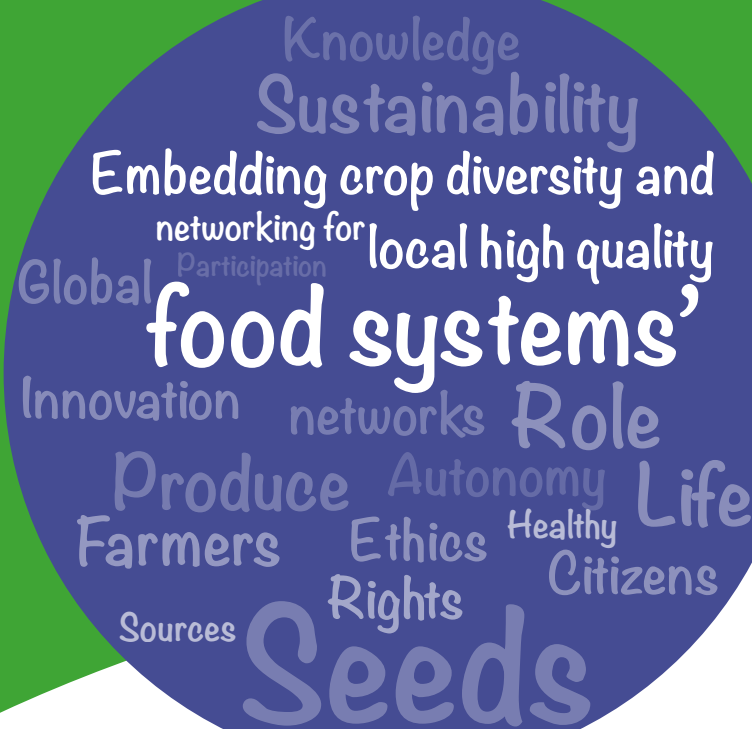 Knowledge
Sustainability
Embedding crop diversity and
networking for local high quality
Global Participation
food systems’
Innovation networks Role
Produce Autonomy Life
Farmers Ethics Healthy
Citizens
Rights
Sources
Seeds